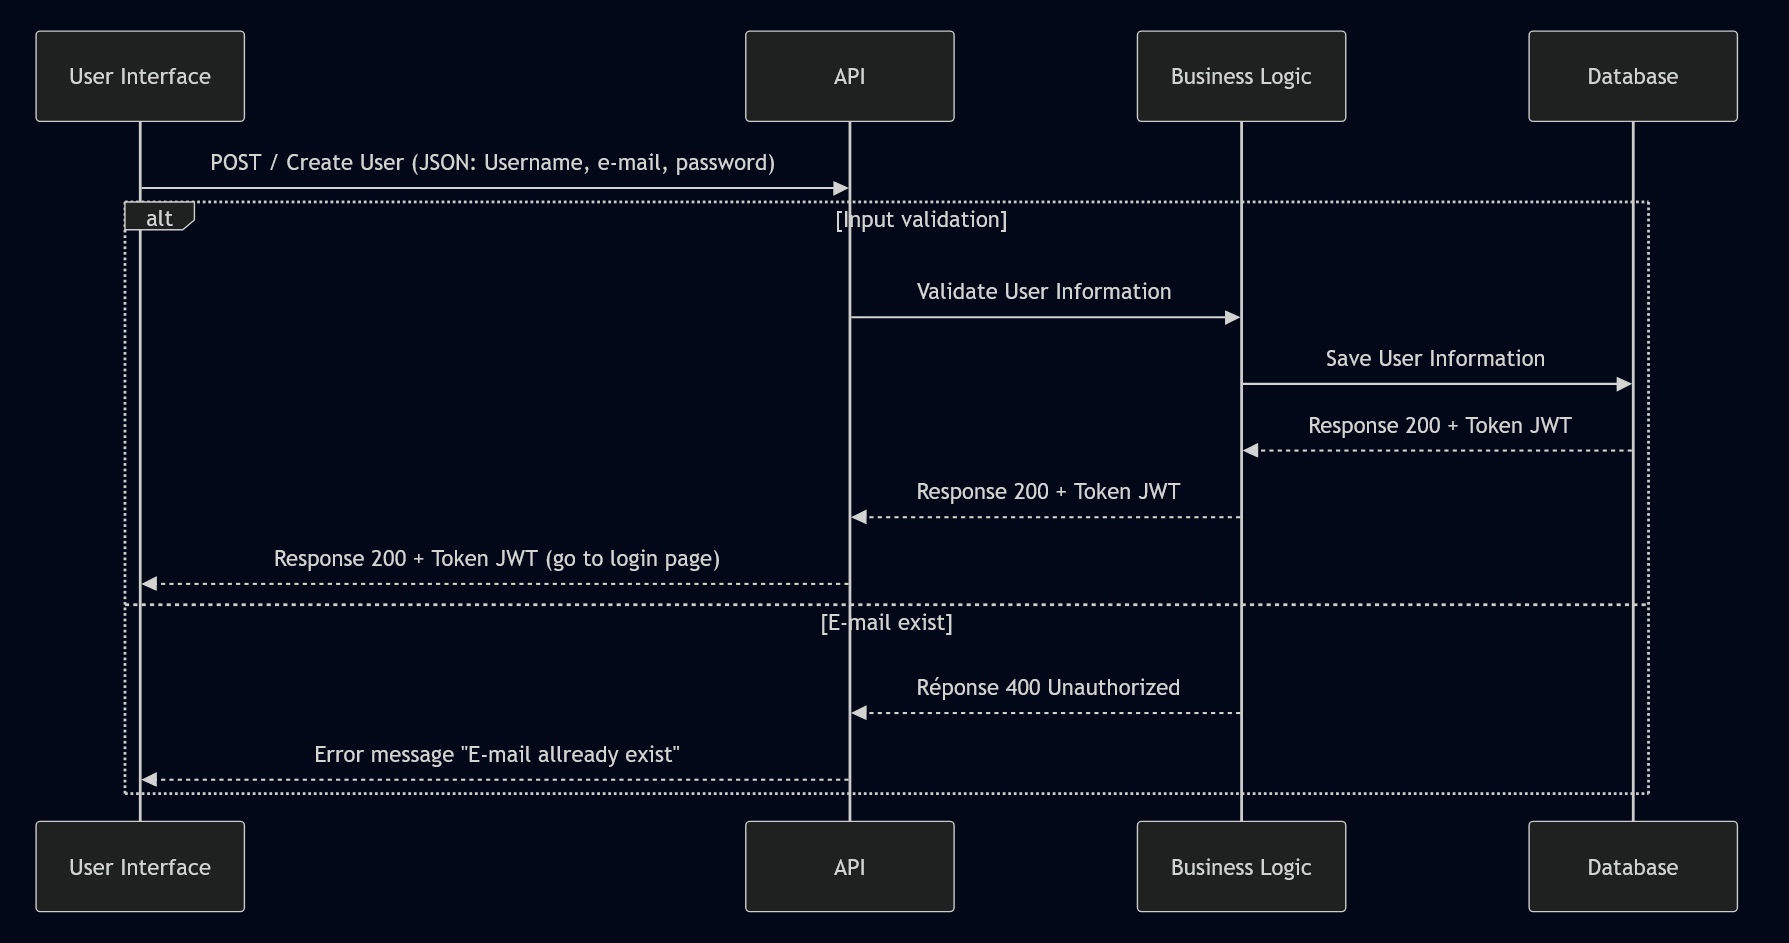 User Interface
API
Business Logic
Database
POST / Create User (JSON: Username, e-mail, password)
alt
[Input validation]
Validate User Information
Save User Information
Response 200 + Token JWT
Response 200 + Token JWT
Response 200 + Token JWT (go to login page)
[E-mail exist]
Réponse 400 Unauthorized
Error message "E-mail allready exist"
User Interface
API
Business Logic
Database